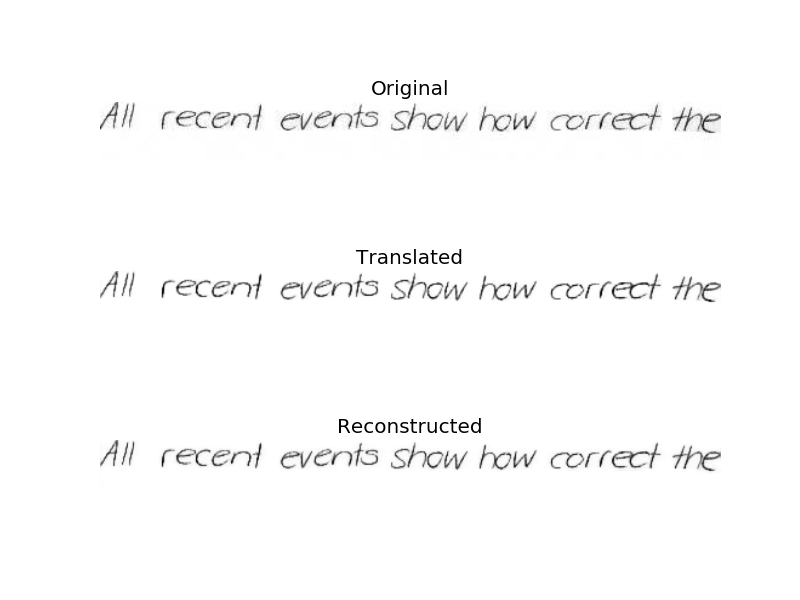 Original
All recent events show how correct the
Translated
All recent events show how correct the
Reconstructed
All recent events show how correct the